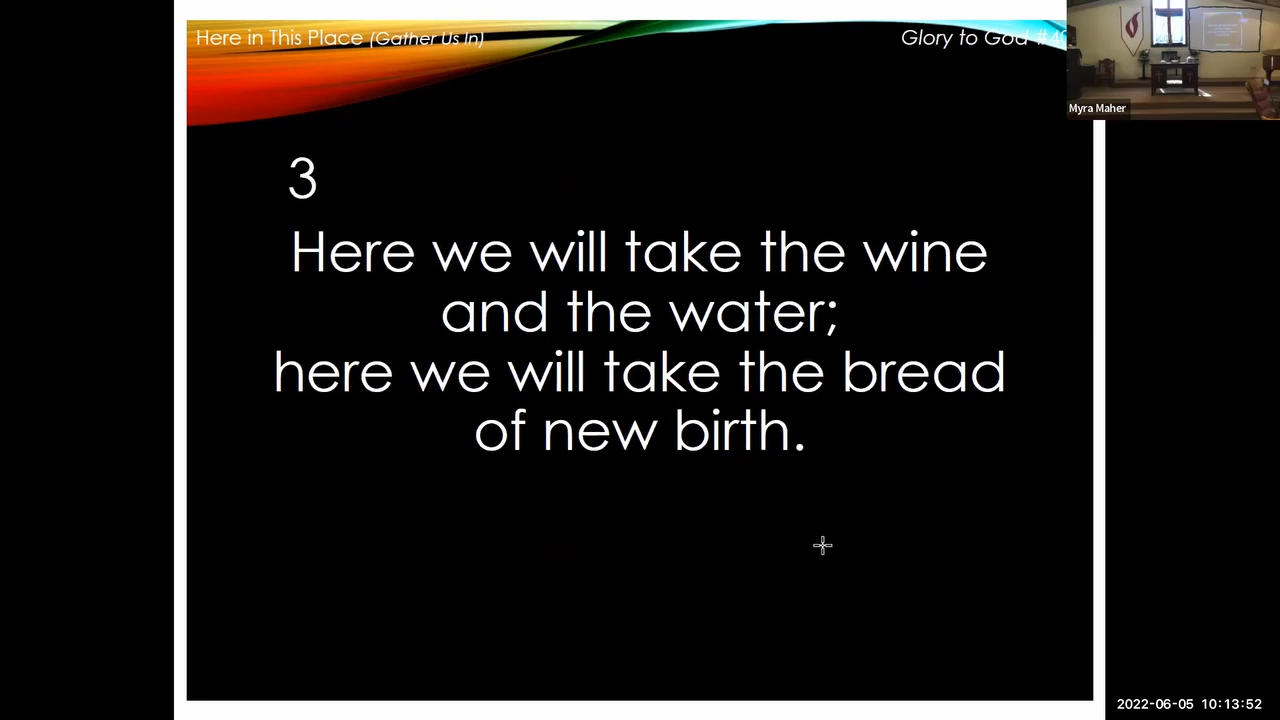 Here in This Place (Gather Us In)
Glory to God
Myra Maher
3
Here we will take the wine
and the water;
here we will take the bread
of new birth.
2022-06-05 10:13:52